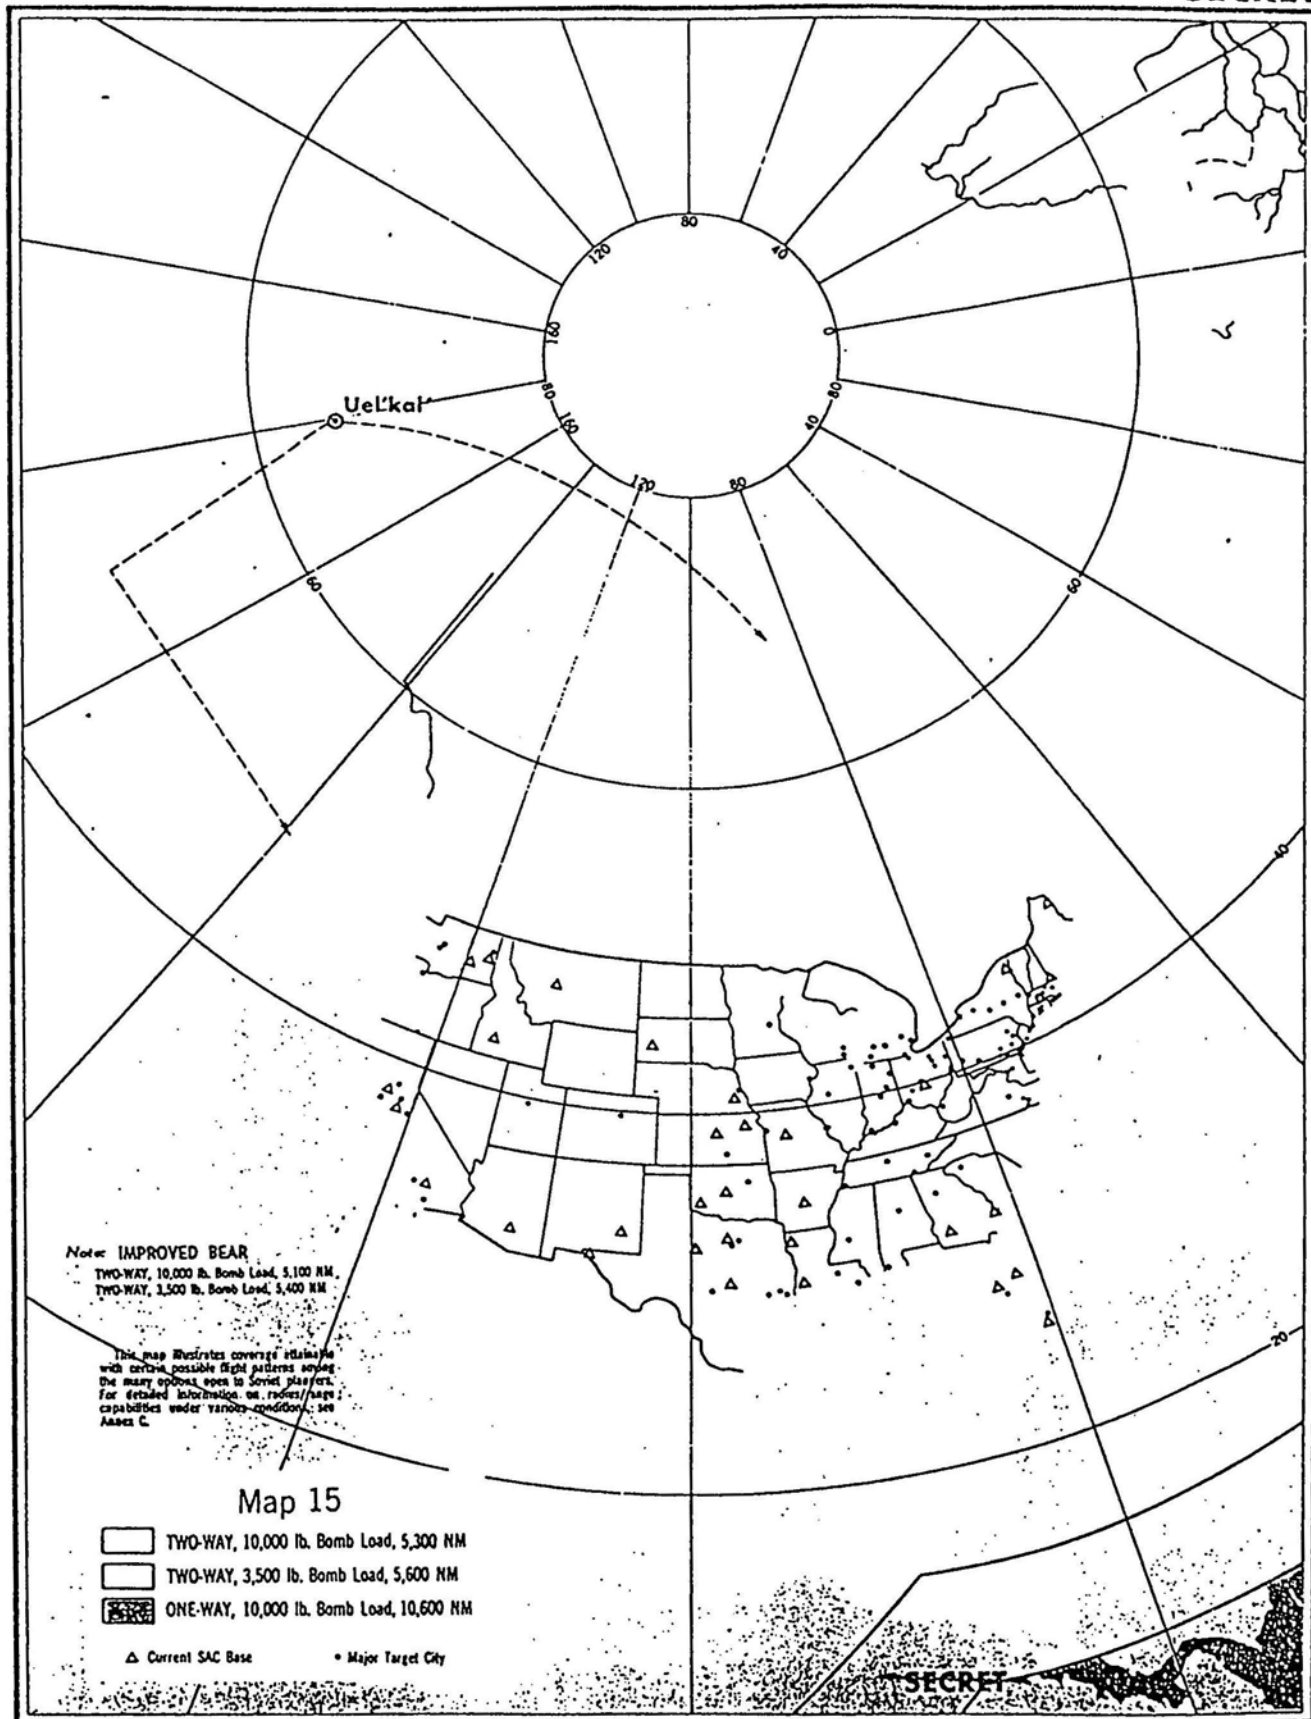 120
80
40
160
0
80
80
Uel'kal
160
40
120
80
60
60
40
Note: IMPROVED BEAR
TWO-WAY, 10,000 lb. Bomb Load, 5,100 NM
TWO-WAY, 3,500 lb. Bomb Load, 5,400 NM
20
This map illustrates coverage attainable
with certain possible flight patterns among
the many options open to Soviet planners.
For detailed information on radius/range
capabilities under various conditions, see
Annex C.
Map 15
TWO-WAY, 10,000 lb. Bomb Load, 5,300 NM
TWO-WAY, 3,500 lb. Bomb Load, 5,600 NM
ONE-WAY, 10,000 lb. Bomb Load, 10,600 NM
Current SAC Base
Major Target City
SECRET